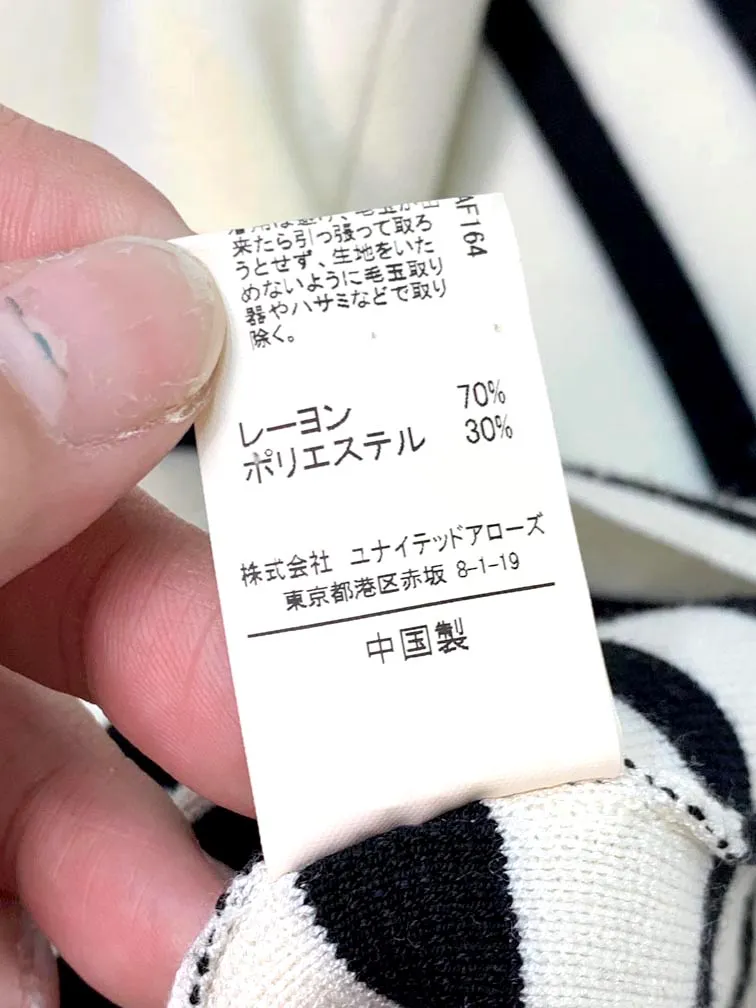 来たら引っ張って取ろ
うとせず、生地をいた
めないように毛玉取り
器やハサミなどで取り
除く。
AF164
レーヨン 70%
ポリエステル 30%
株式会社 ユナイテッドアローズ
東京都港区赤坂 8-1-19
中国製